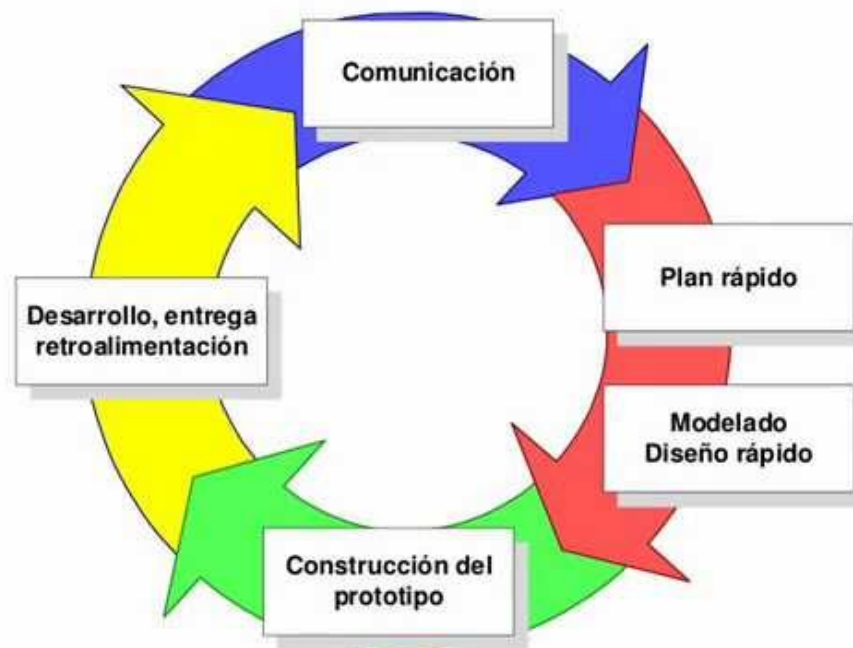 Comunicación
Plan rápido
Modelado
Diseño rápido
Construcción del
prototipo
Desarrollo, entrega
retroalimentación